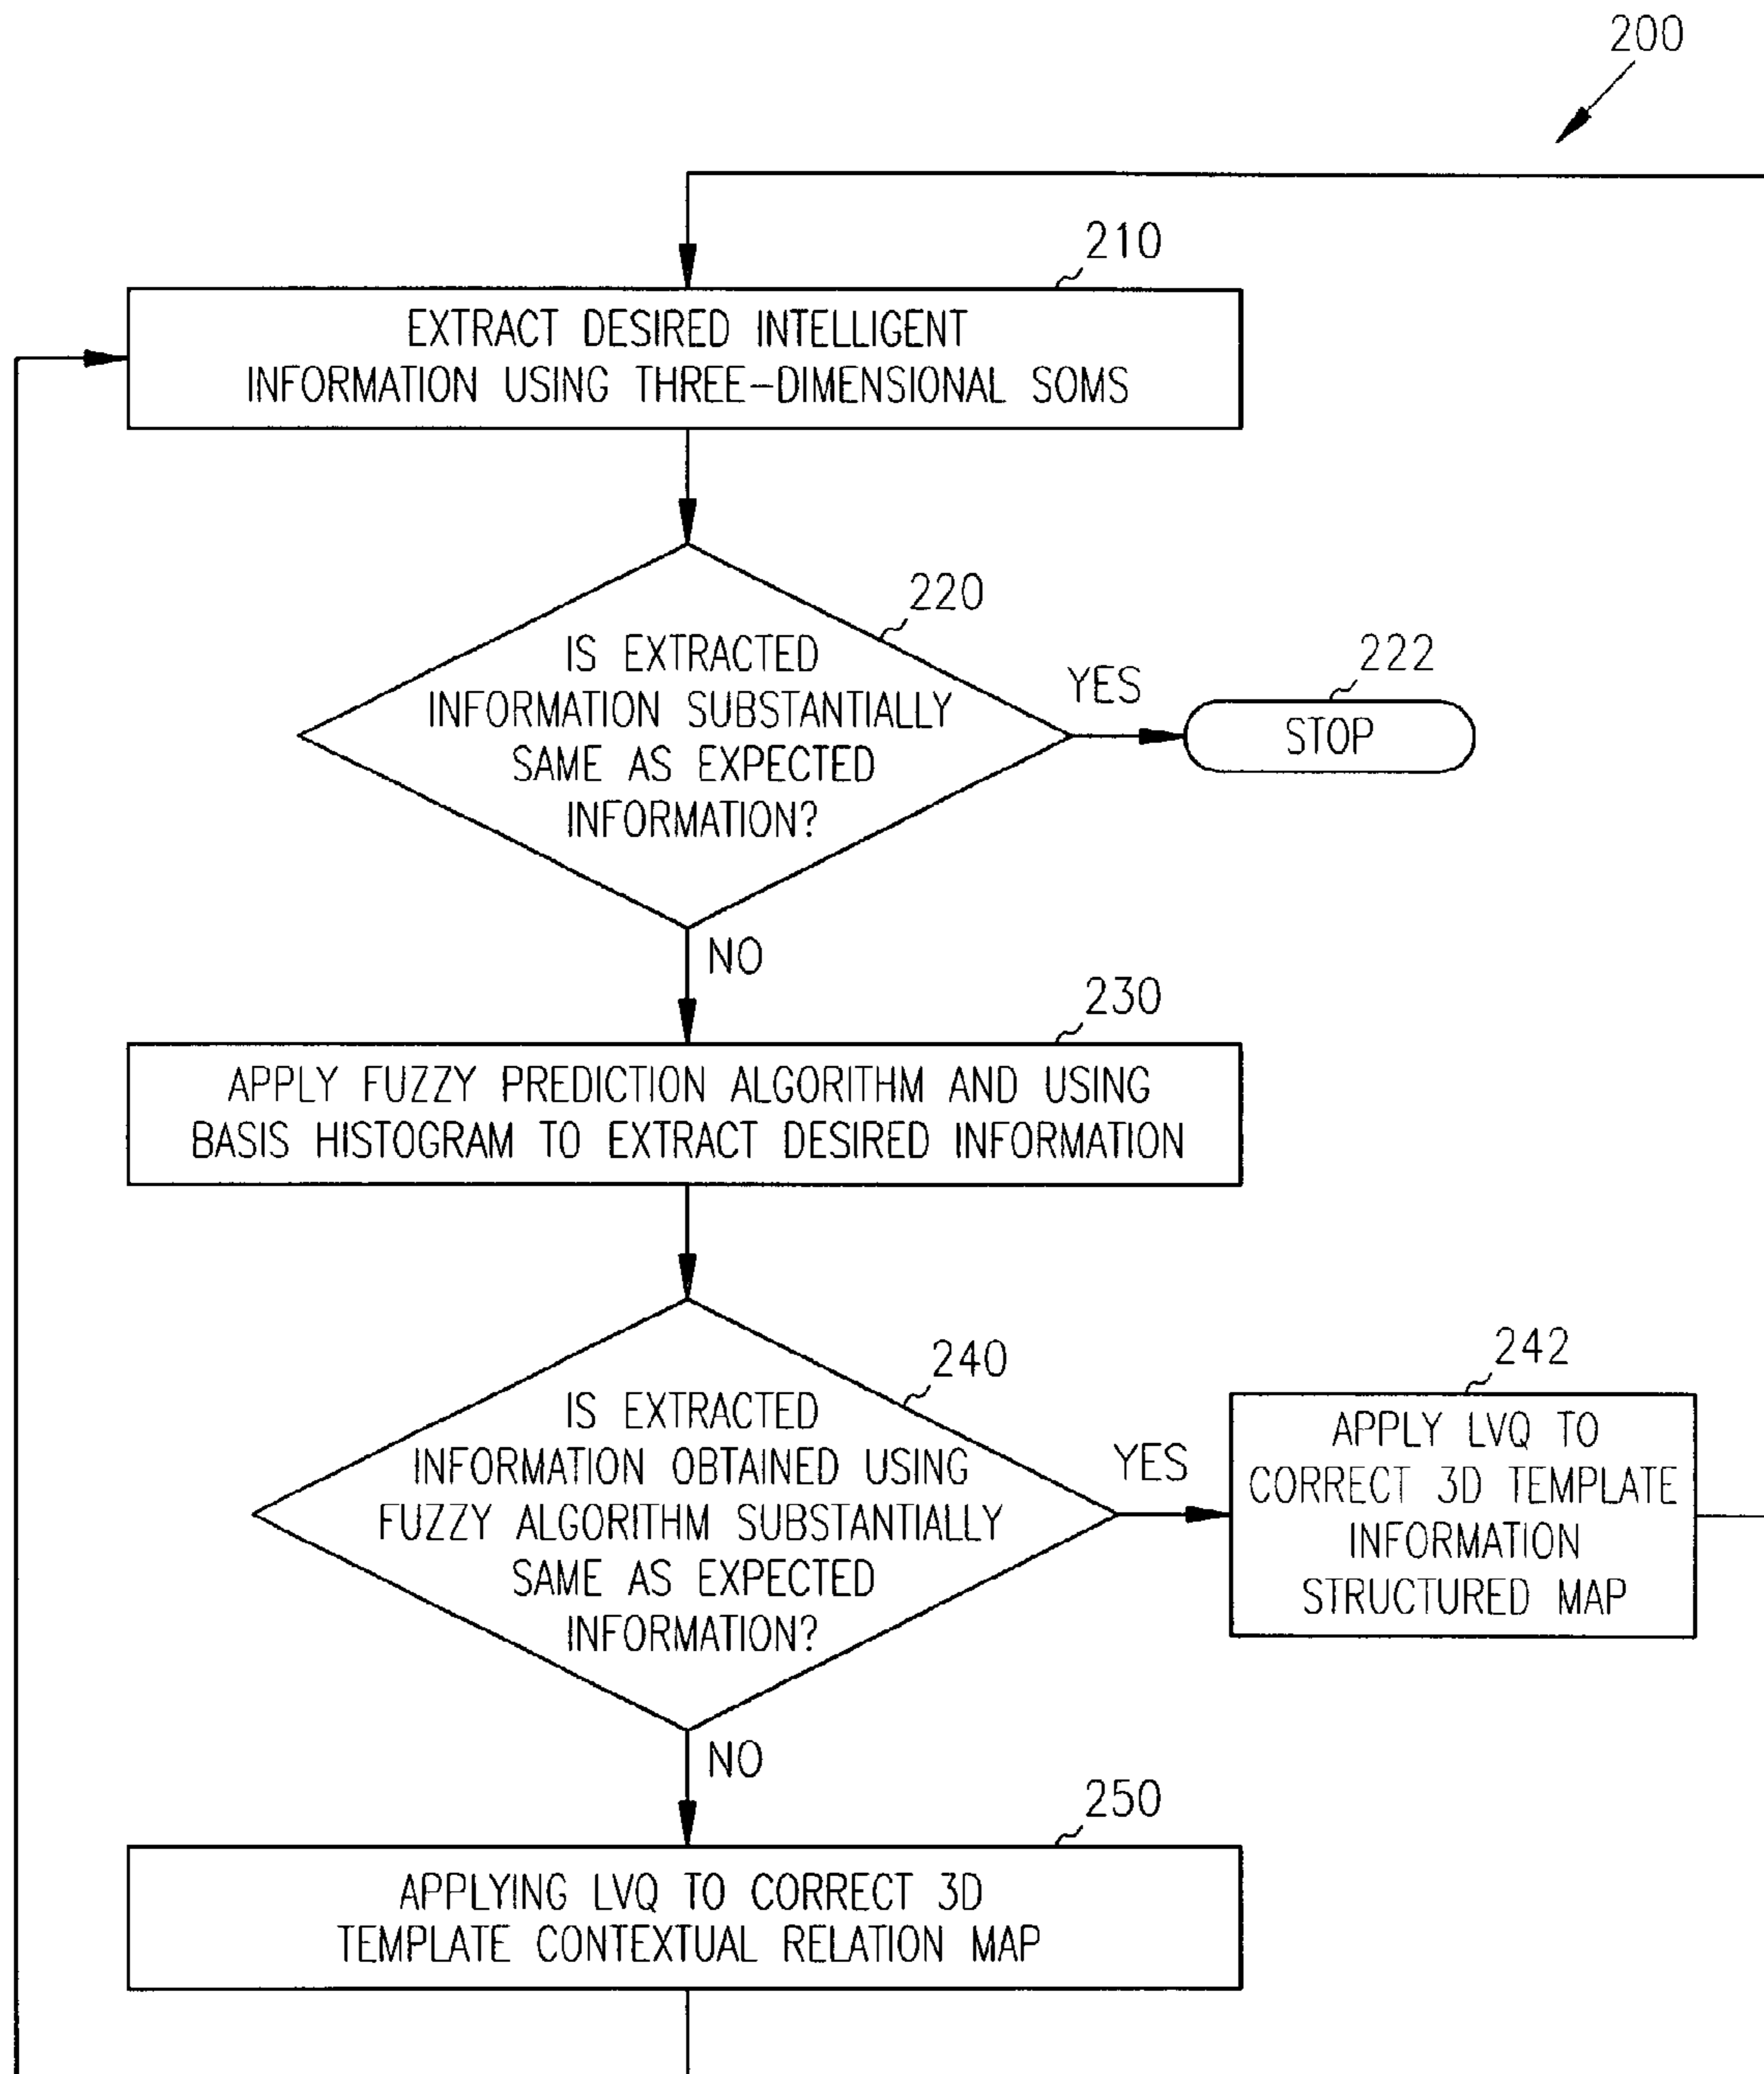 200
210
EXTRACT DESIRED INTELLIGENT
INFORMATION USING THREE-DIMENSIONAL SOMS
220
IS EXTRACTED
INFORMATION SUBSTANTIALLY
SAME AS EXPECTED
INFORMATION?
YES
222
STOP
NO
230
APPLY FUZZY PREDICTION ALGORITHM AND USING
BASIS HISTOGRAM TO EXTRACT DESIRED INFORMATION
240
IS EXTRACTED
INFORMATION OBTAINED USING
FUZZY ALGORITHM SUBSTANTIALLY
SAME AS EXPECTED
INFORMATION?
YES
242
APPLY LVQ TO
CORRECT 3D TEMPLATE
INFORMATION
STRUCTURED MAP
NO
250
APPLYING LVQ TO CORRECT 3D
TEMPLATE CONTEXTUAL RELATION MAP